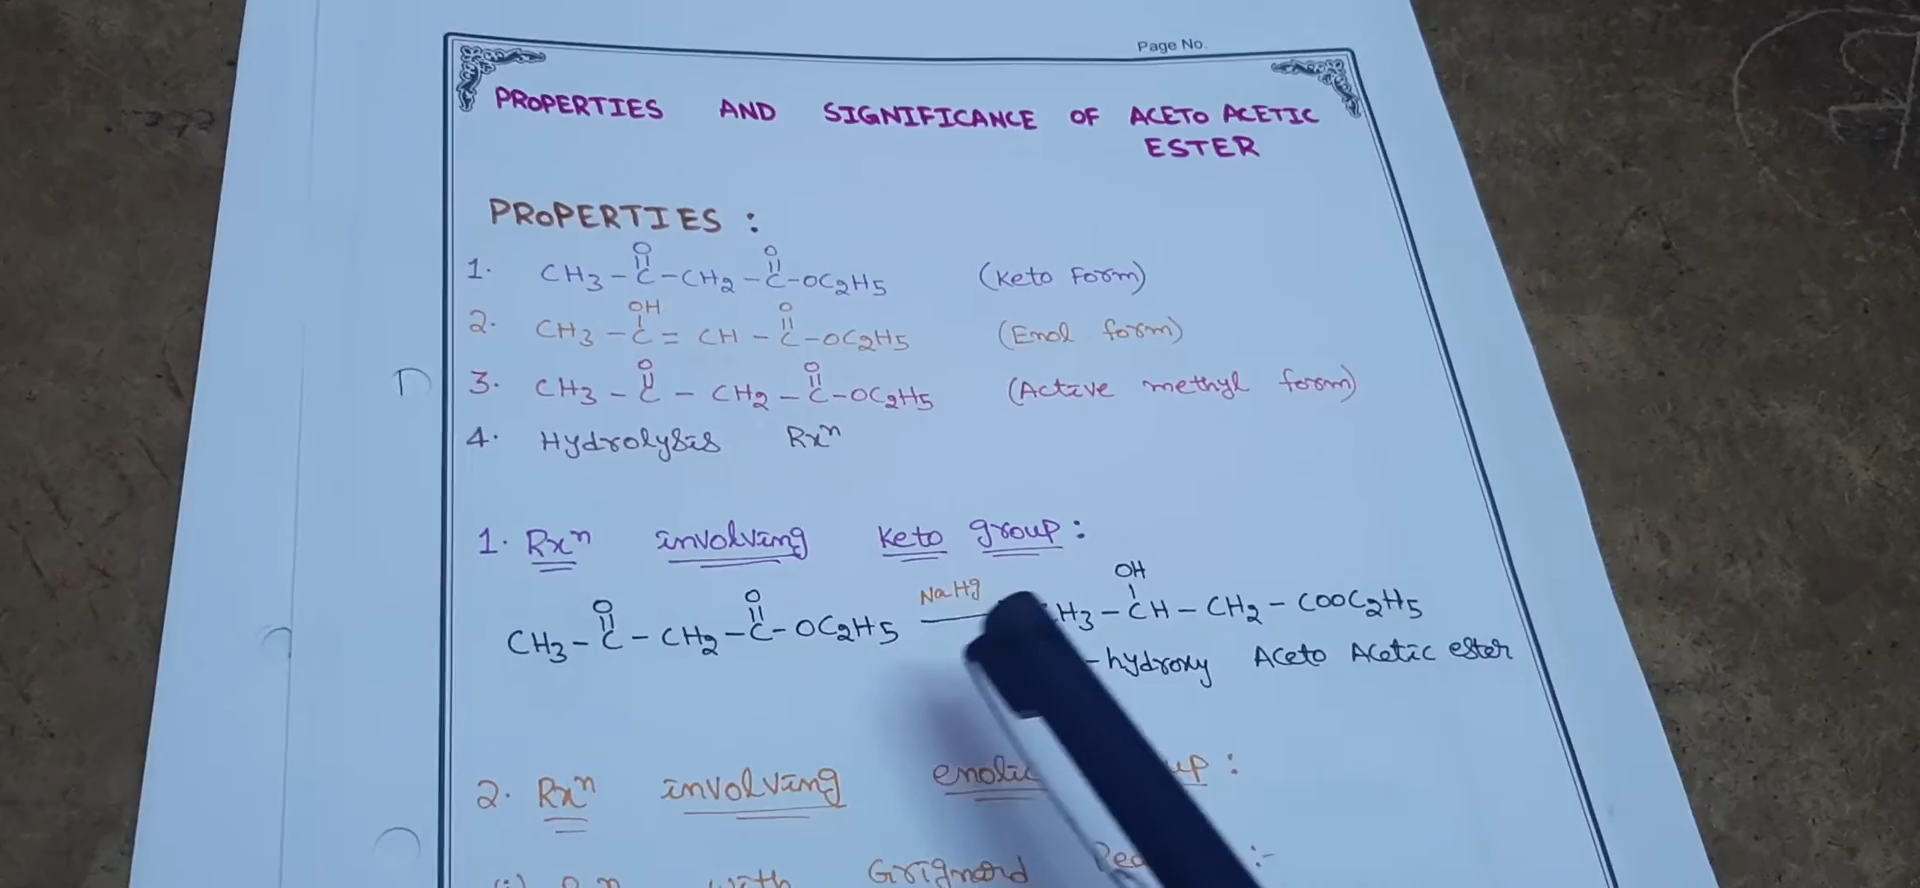 Page No.
PROPERTIES AND SIGNIFICANCE OF ACETO ACETIC
ESTER
PROPERTIES :
O O
1. CH3 - C - CH2 - C - OC2H5 (Keto Form)
OH O
2. CH3 - C = CH - C - OC2H5 (Enol form)
O O
3. CH3 - C - CH2 - C - OC2H5 (Active methyl form)
4. Hydrolysis Rxⁿ
1. Rxⁿ involving keto group :
O O NaHg OH
CH3 - C - CH2 - C - OC2H5 → H3 - CH - CH2 - COOC2H5
- hydroxy Aceto Acetic ester
2. Rxⁿ involving
with Grignard